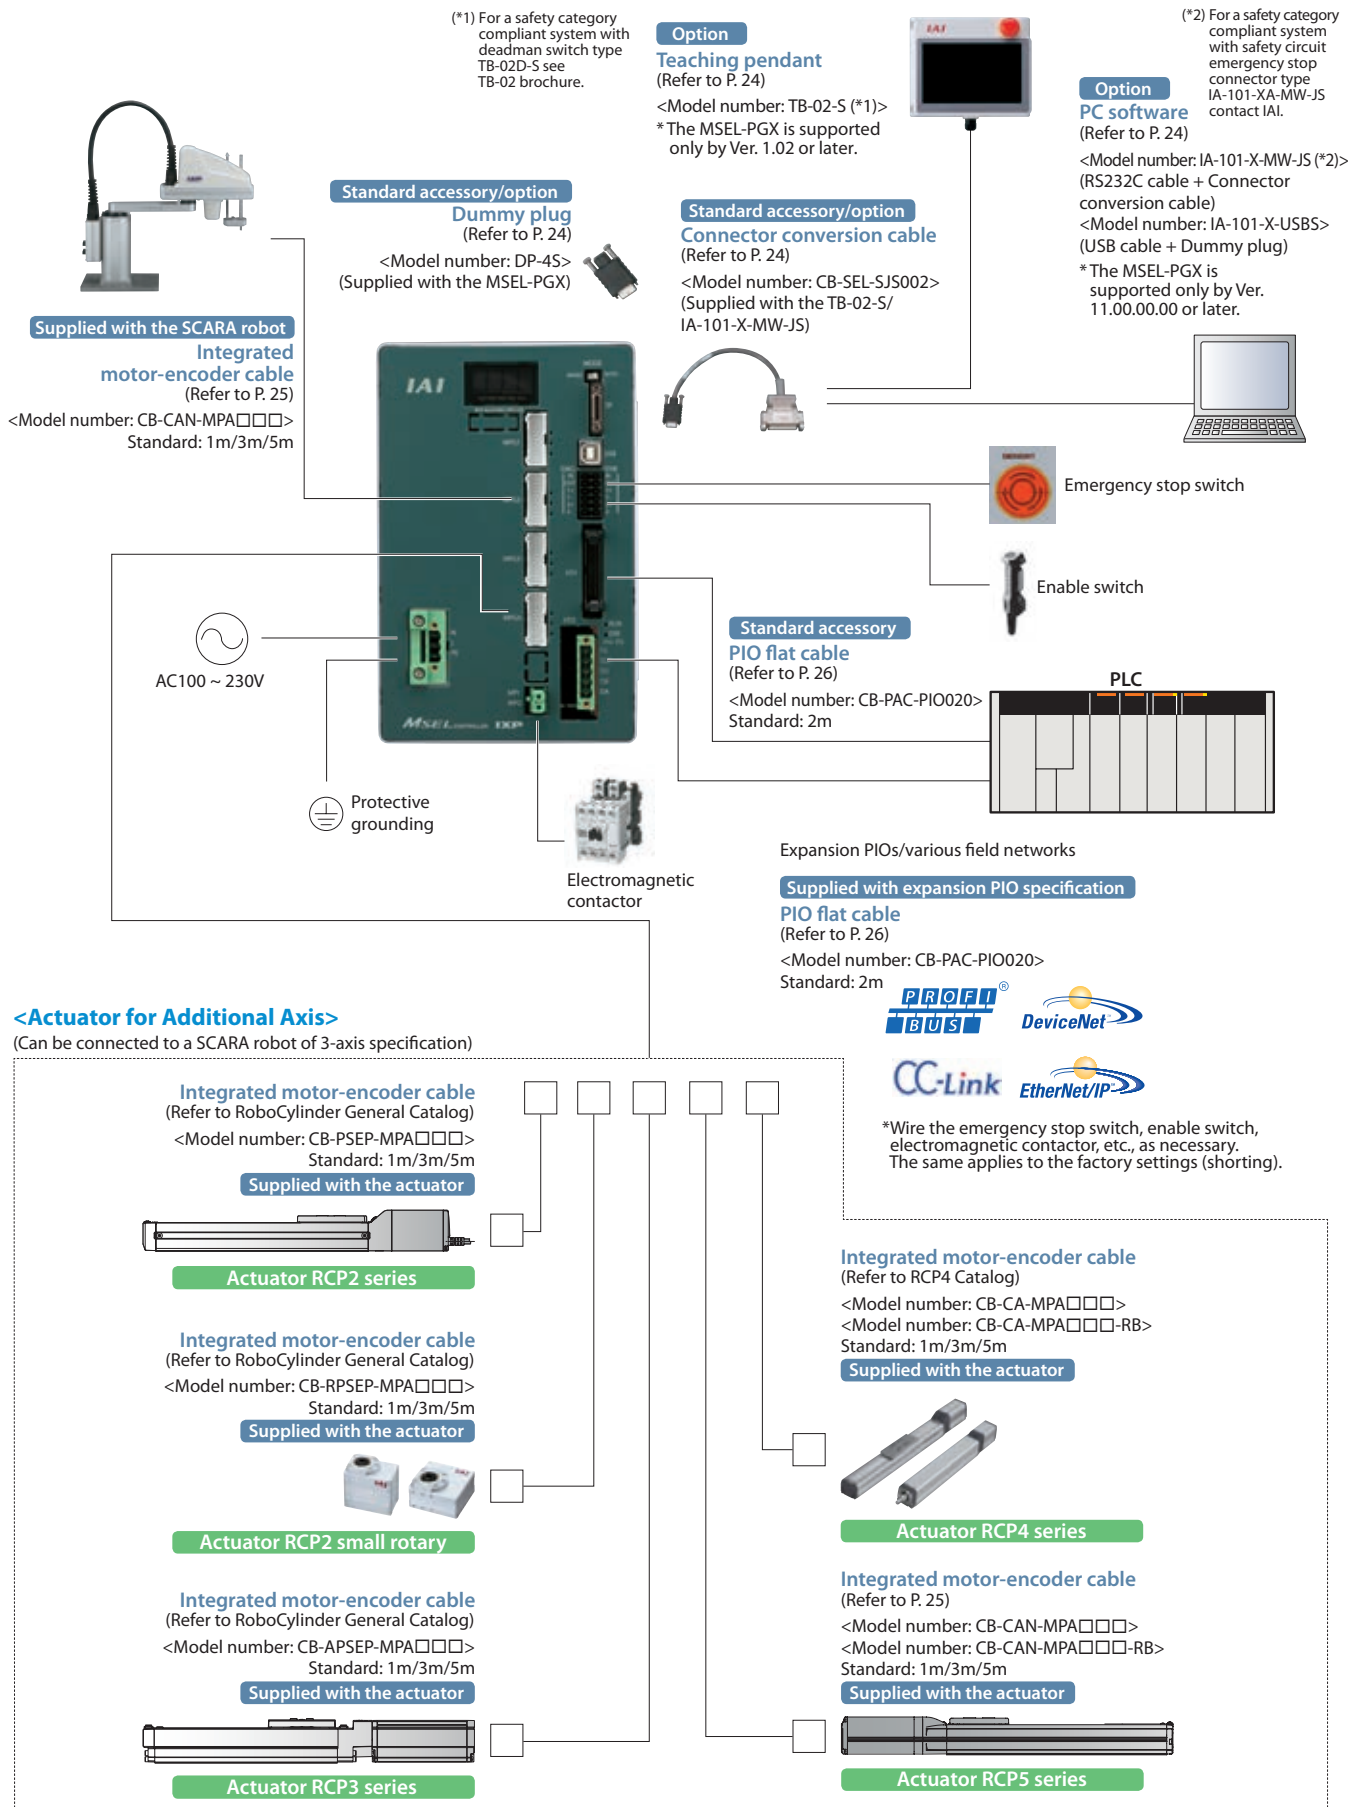 (*1) For a safety category
compliant system with
deadman switch type
TB-02D-S see
TB-02 brochure.
Option
Teaching pendant
(Refer to P. 24)
<Model number: TB-02-S (*1)>
* The MSEL-PGX is supported
only by Ver. 1.02 or later.
IAI
(*2) For a safety category
compliant system
with safety circuit
emergency stop
connector type
IA-101-XA-MW-JS
contact IAI.
Option
PC software
(Refer to P. 24)
<Model number: IA-101-X-MW-JS (*2)>
(RS232C cable + Connector
conversion cable)
<Model number: IA-101-X-USBS>
(USB cable + Dummy plug)
* The MSEL-PGX is
supported only by Ver.
11.00.00.00 or later.
Standard accessory/option
Dummy plug
(Refer to P. 24)
<Model number: DP-4S>
(Supplied with the MSEL-PGX)
Standard accessory/option
Connector conversion cable
(Refer to P. 24)
<Model number: CB-SEL-SJS002>
(Supplied with the TB-02-S/
IA-101-X-MW-JS)
Supplied with the SCARA robot
Integrated
motor-encoder cable
(Refer to P. 25)
<Model number: CB-CAN-MPA□□□>
Standard: 1m/3m/5m
IAI
MSEL CONTROLLER
Emergency stop switch
Enable switch
AC100 ~ 230V
Protective
grounding
Electromagnetic
contactor
Standard accessory
PIO flat cable
(Refer to P. 26)
<Model number: CB-PAC-PIO020>
Standard: 2m
PLC
Expansion PIOs/various field networks
Supplied with expansion PIO specification
PIO flat cable
(Refer to P. 26)
<Model number: CB-PAC-PIO020>
Standard: 2m
PROFI®
BUS
DeviceNet
CC-Link
EtherNet/IP
*Wire the emergency stop switch, enable switch,
electromagnetic contactor, etc., as necessary.
The same applies to the factory settings (shorting).
<Actuator for Additional Axis>
(Can be connected to a SCARA robot of 3-axis specification)
Integrated motor-encoder cable
(Refer to RoboCylinder General Catalog)
<Model number: CB-PSEP-MPA□□□>
Standard: 1m/3m/5m
Supplied with the actuator
Actuator RCP2 series
Integrated motor-encoder cable
(Refer to RoboCylinder General Catalog)
<Model number: CB-RPSEP-MPA□□□>
Standard: 1m/3m/5m
Supplied with the actuator
Actuator RCP2 small rotary
Integrated motor-encoder cable
(Refer to RoboCylinder General Catalog)
<Model number: CB-APSEP-MPA□□□>
Standard: 1m/3m/5m
Supplied with the actuator
Actuator RCP3 series
Integrated motor-encoder cable
(Refer to RCP4 Catalog)
<Model number: CB-CA-MPA□□□>
<Model number: CB-CA-MPA□□□-RB>
Standard: 1m/3m/5m
Supplied with the actuator
Actuator RCP4 series
Integrated motor-encoder cable
(Refer to P. 25)
<Model number: CB-CAN-MPA□□□>
<Model number: CB-CAN-MPA□□□-RB>
Standard: 1m/3m/5m
Supplied with the actuator
Actuator RCP5 series